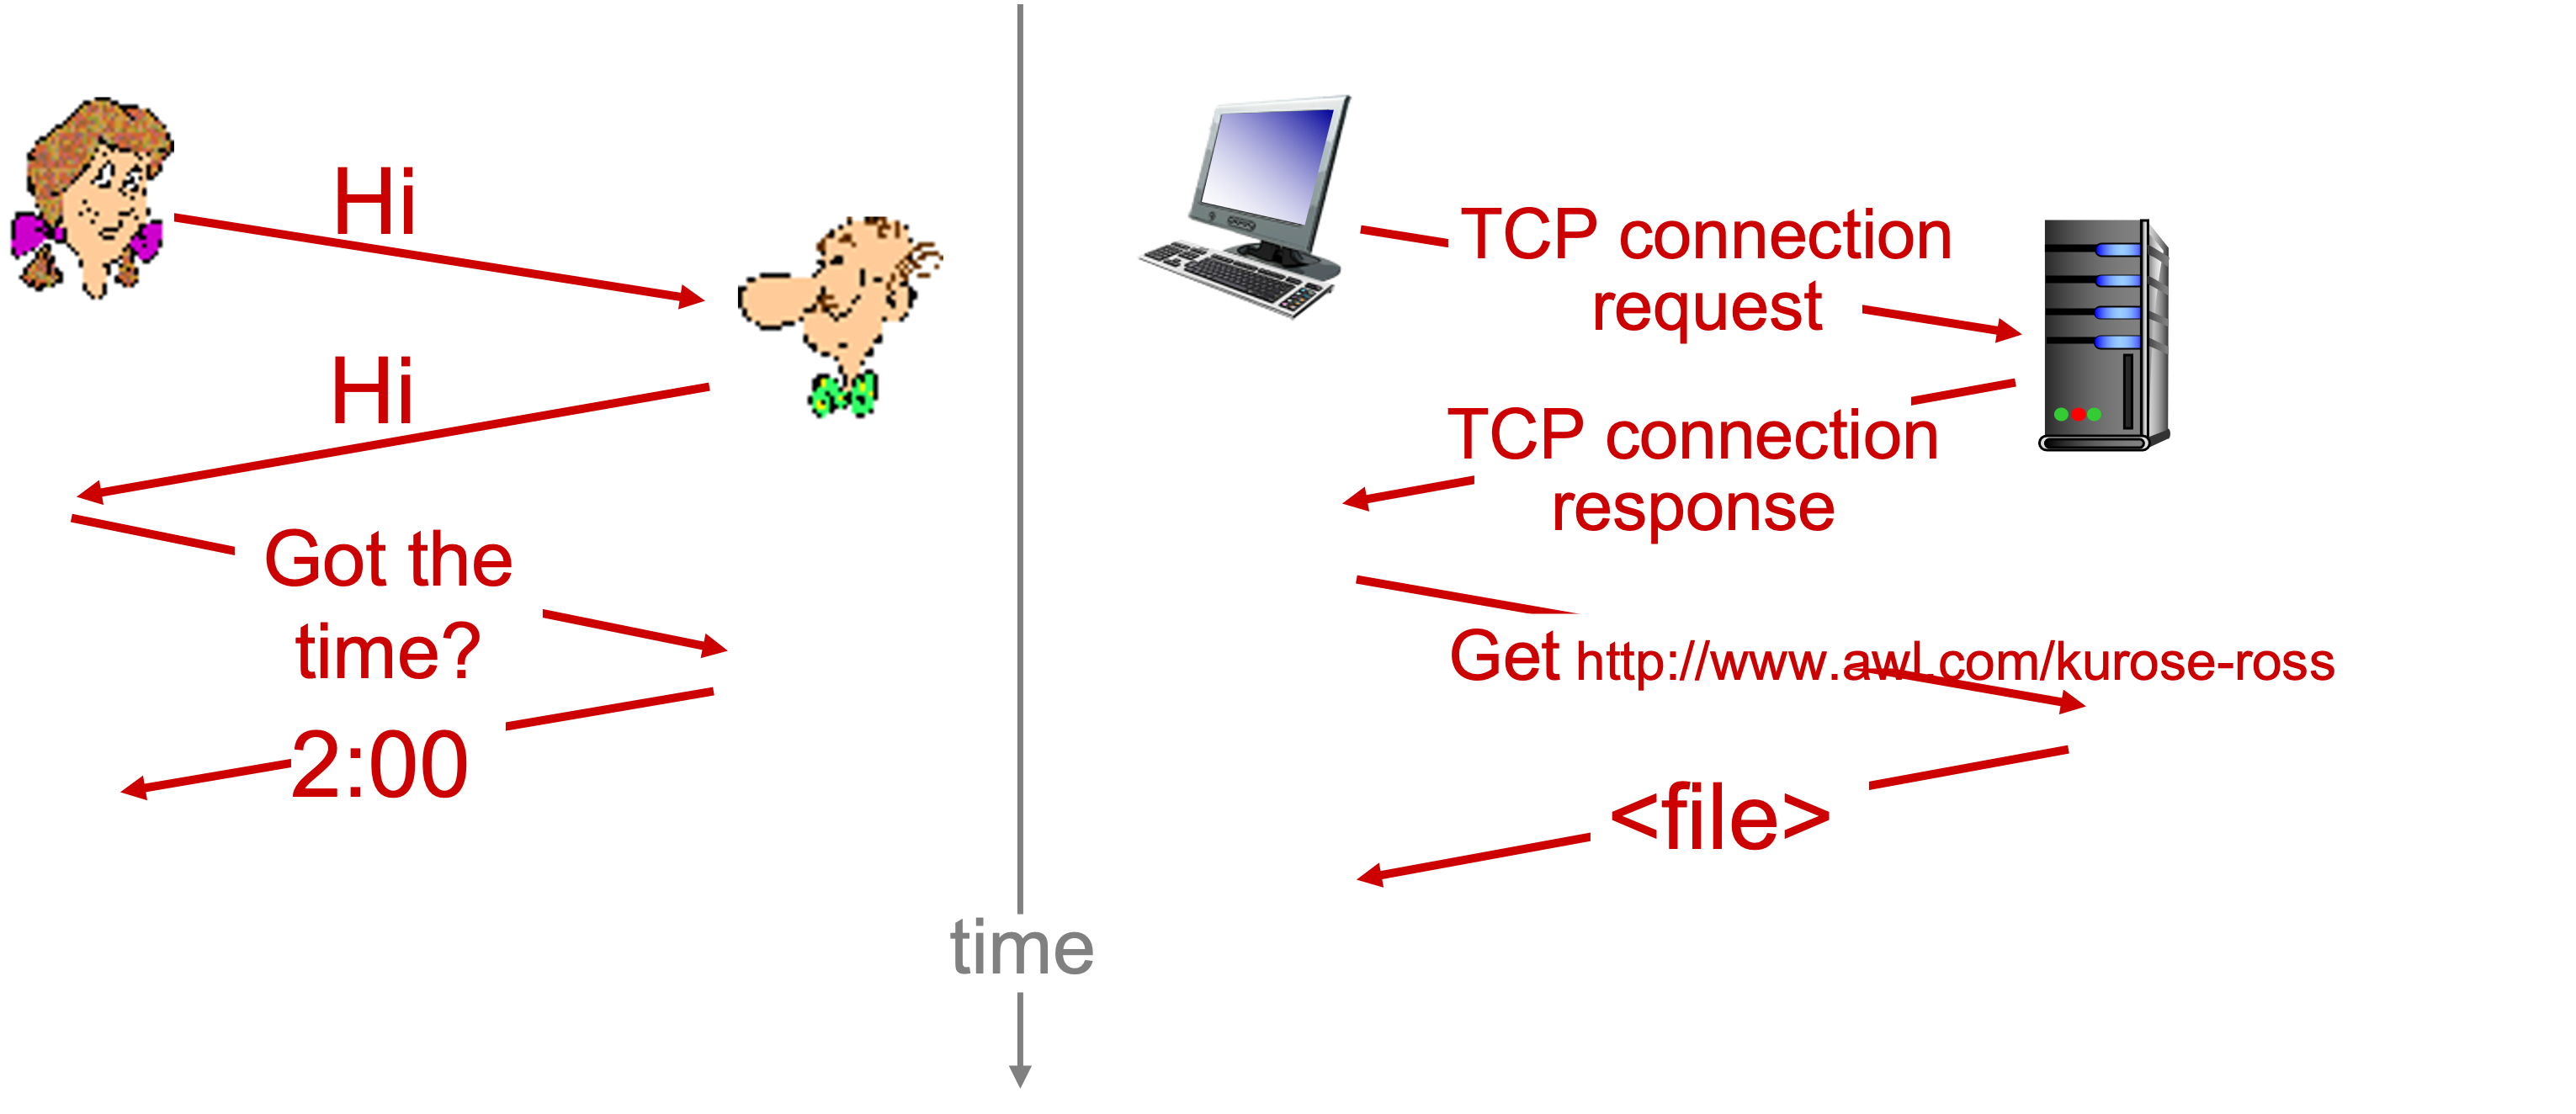 Hi
Hi
Got the
time?
2:00
time
TCP connection
request
TCP connection
response
Get http://www.awl.com/kurose-ross
<file>